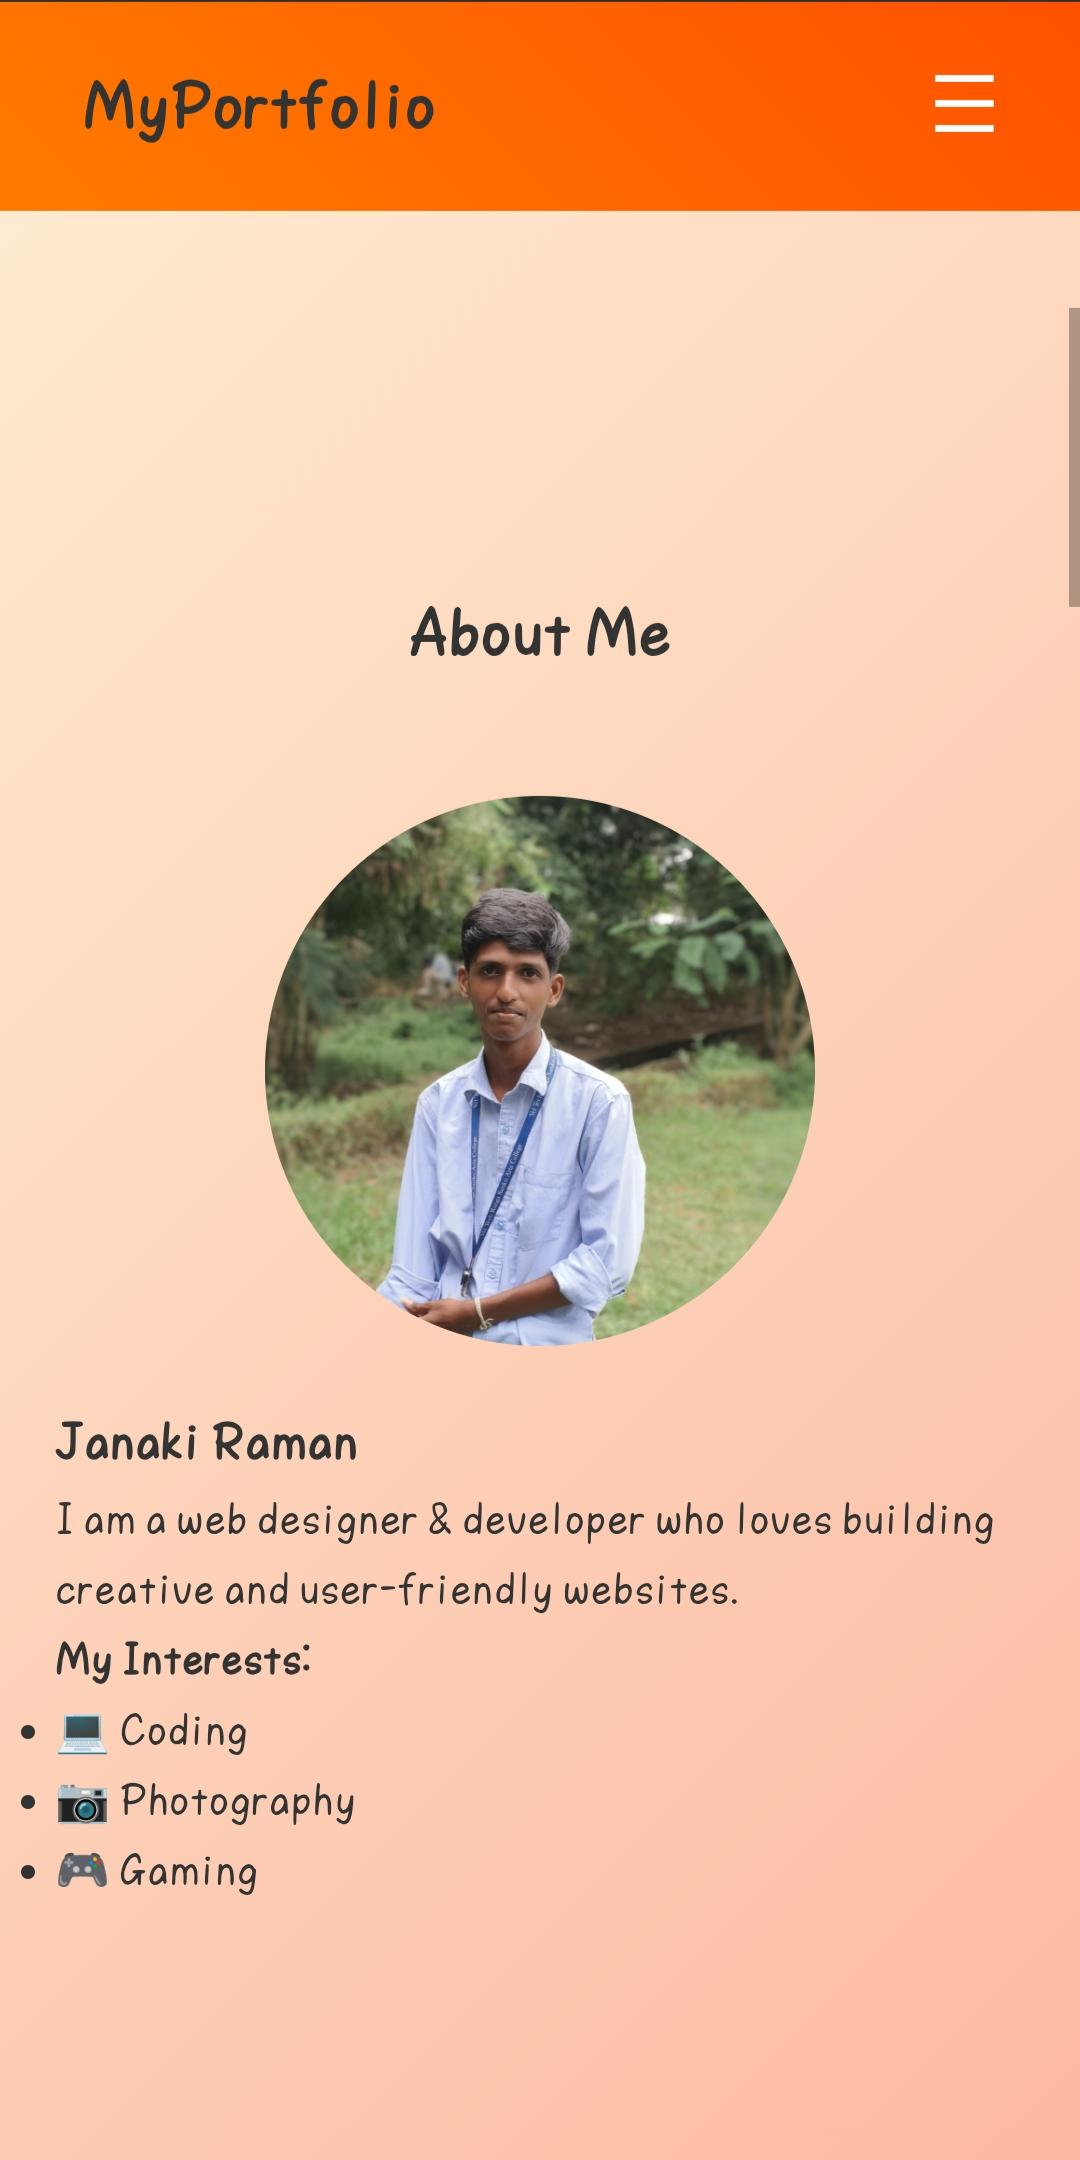 MyPortfolio
About Me
Janaki Raman
I am a web designer & developer who loves building
creative and user-friendly websites.
My Interests:
• 💻 Coding
• 📷 Photography
• 🎮 Gaming